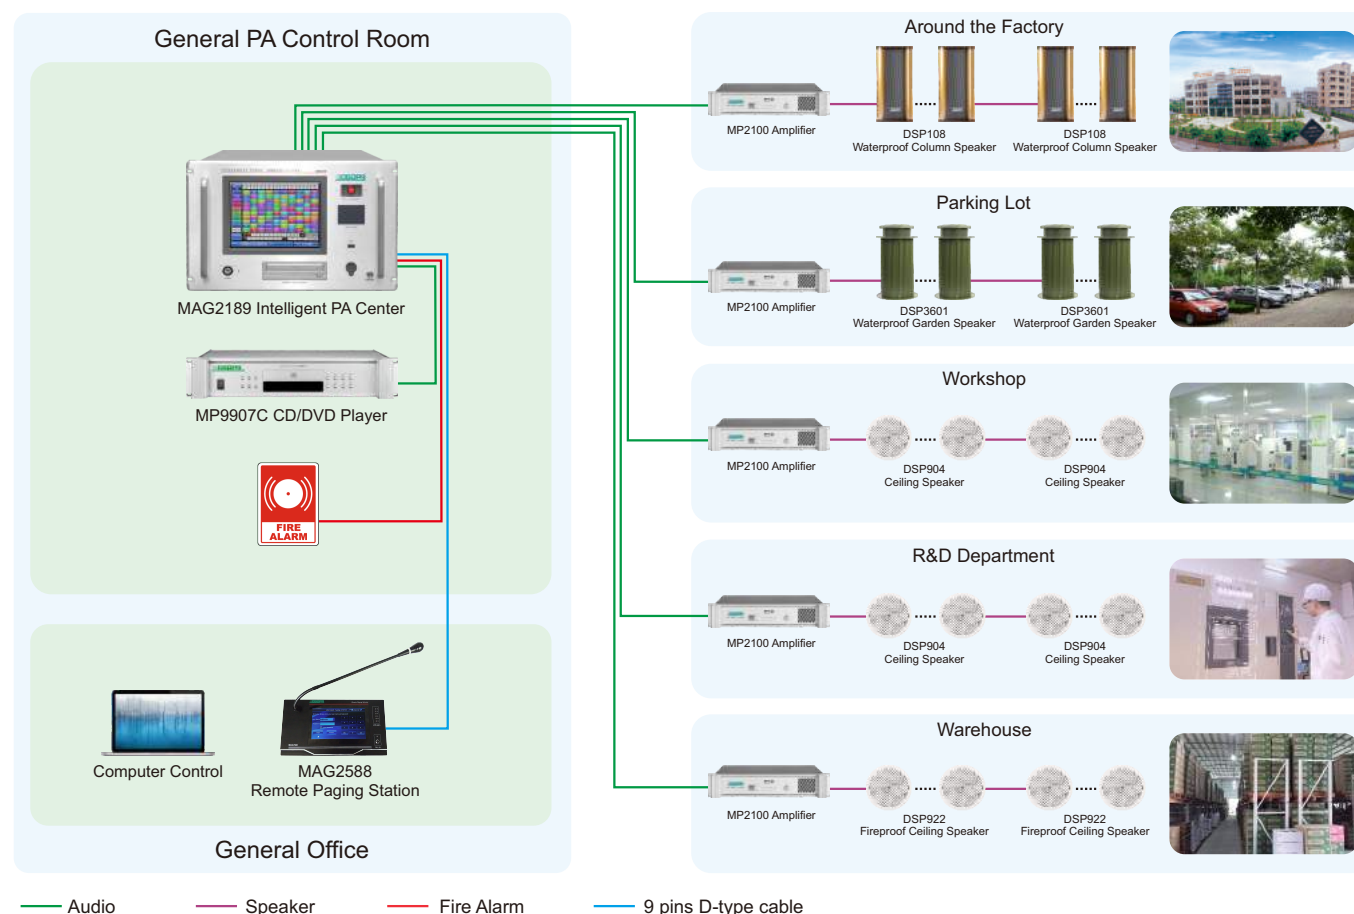 General PA Control Room
MAG2189 Intelligent PA Center
MP9907C CD/DVD Player
FIRE
ALARM
Computer Control
MAG2588
Remote Paging Station
General Office
Around the Factory
MP2100 Amplifier
DSP108
Waterproof Column Speaker
DSP108
Waterproof Column Speaker
Parking Lot
MP2100 Amplifier
DSP3601
Waterproof Garden Speaker
DSP3601
Waterproof Garden Speaker
Workshop
MP2100 Amplifier
DSP904
Ceiling Speaker
DSP904
Ceiling Speaker
R&D Department
MP2100 Amplifier
DSP904
Ceiling Speaker
DSP904
Ceiling Speaker
Warehouse
MP2100 Amplifier
DSP922
Fireproof Ceiling Speaker
DSP922
Fireproof Ceiling Speaker
Audio
Speaker
Fire Alarm
9 pins D-type cable